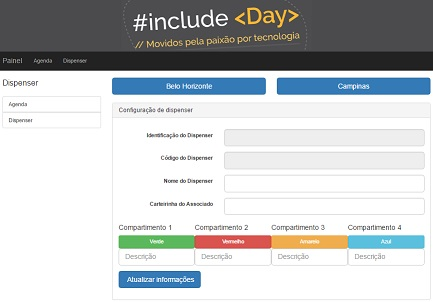 #include <Day>
// Movidos pela paixão por tecnologia
Painel Agenda Dispenser
Dispenser
Agenda
Dispenser
Belo Horizonte Campinas
Configuração de dispenser
Identificação do Dispenser
Código do Dispenser
Nome do Dispenser
Carteirinha do Associado
Compartimento 1 Compartimento 2 Compartimento 3 Compartimento 4
Verde Vermelho Amarelo Azul
Descrição Descrição Descrição Descrição
Atualizar informações